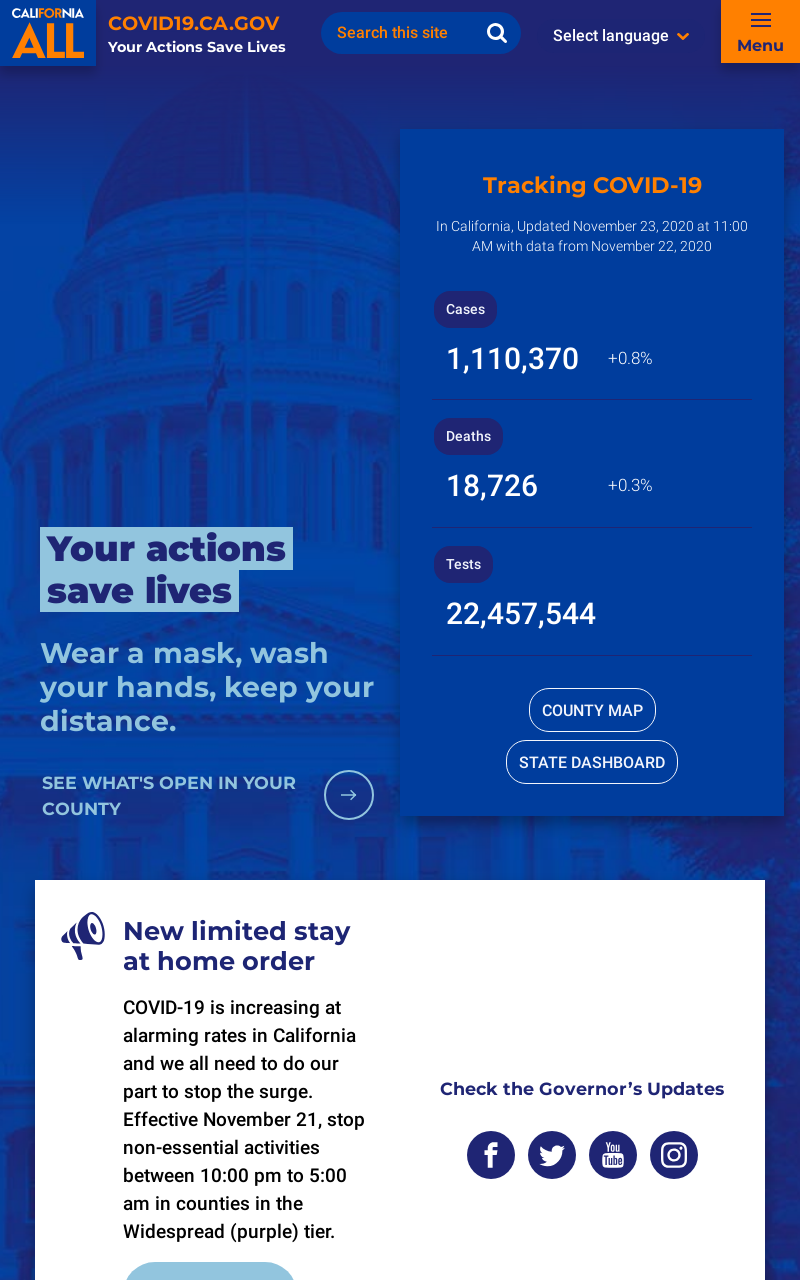 CALIFORNIA
ALL
COVID19.CA.GOV
Your Actions Save Lives
Search this site
Select language
Menu
Tracking COVID-19
In California, Updated November 23, 2020 at 11:00
AM with data from November 22, 2020
Cases
1,110,370 +0.8%
Deaths
18,726 +0.3%
Tests
22,457,544
COUNTY MAP
STATE DASHBOARD
Your actions
save lives
Wear a mask, wash
your hands, keep your
distance.
SEE WHAT'S OPEN IN YOUR
COUNTY
New limited stay
at home order
COVID-19 is increasing at
alarming rates in California
and we all need to do our
part to stop the surge.
Effective November 21, stop
non-essential activities
between 10:00 pm to 5:00
am in counties in the
Widespread (purple) tier.
Check the Governor’s Updates
You
Tube